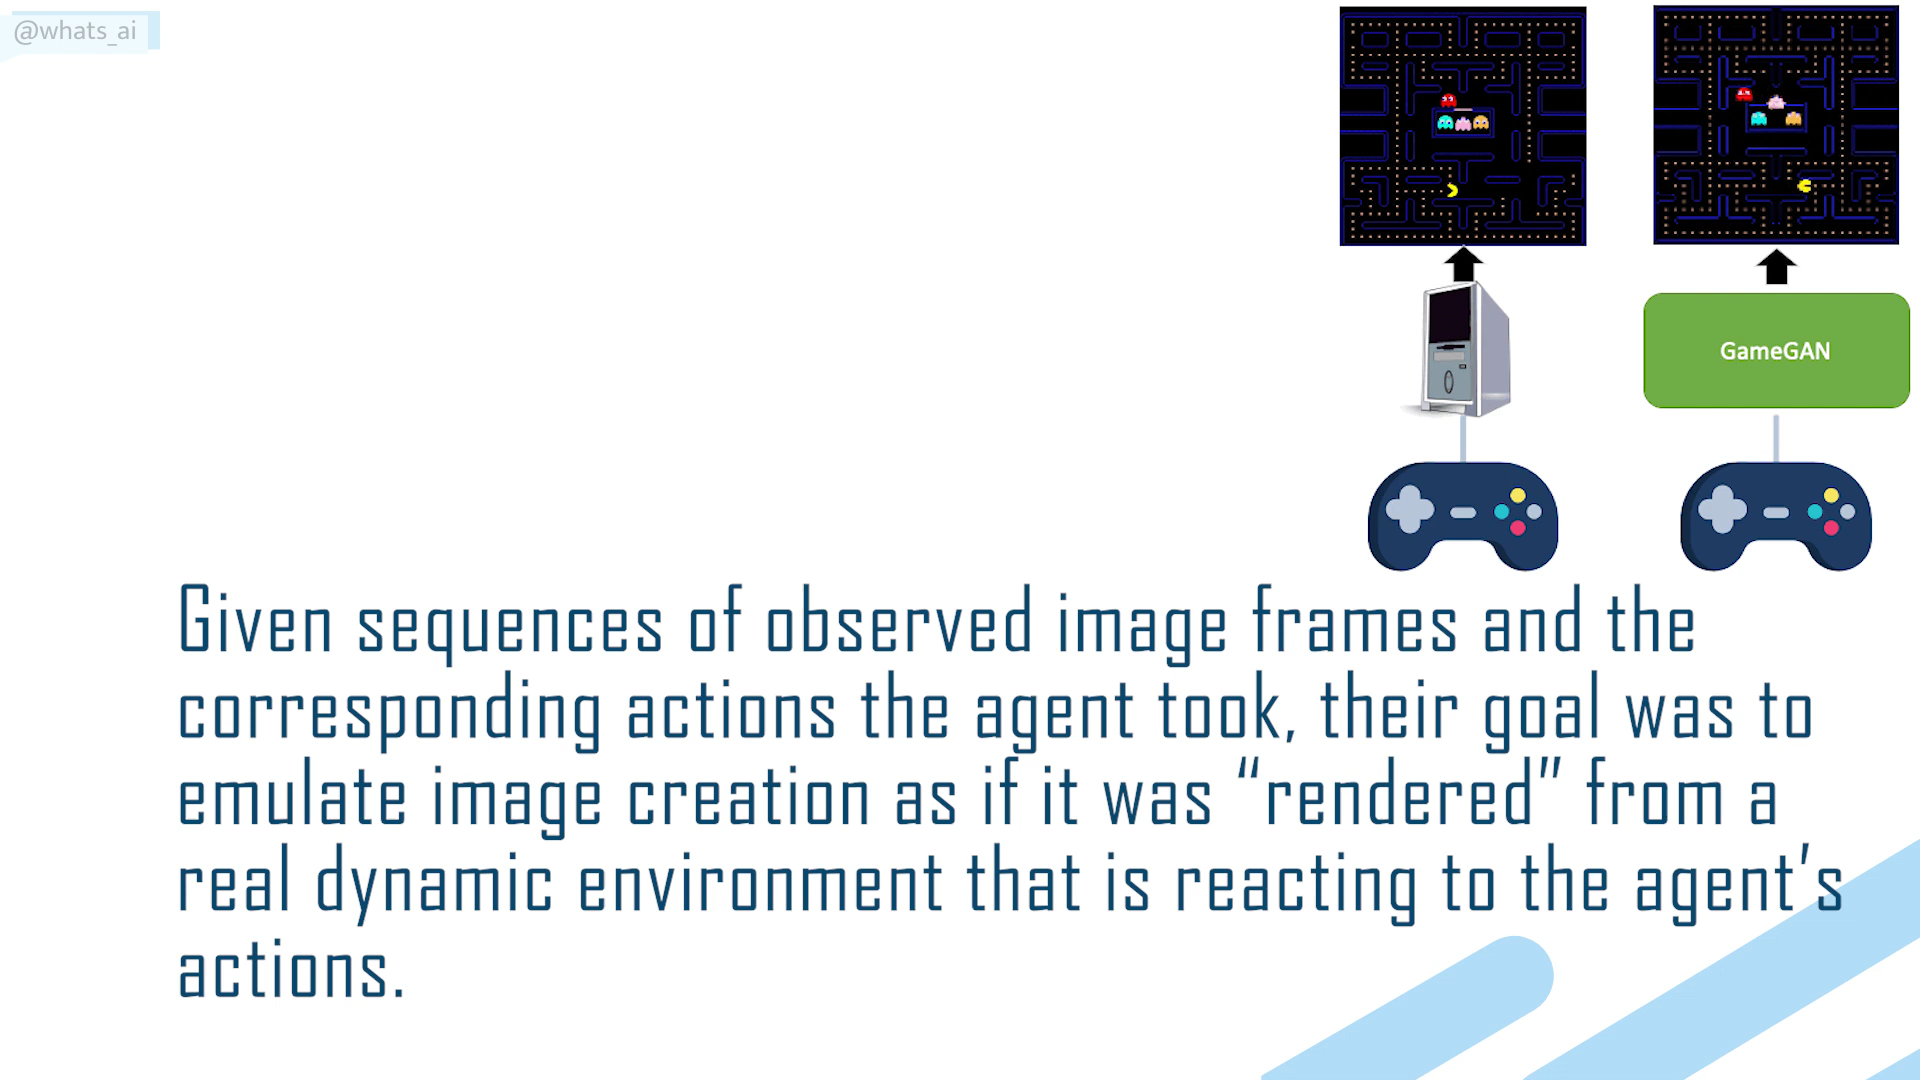 @whats_ai
GameGAN
Given sequences of observed image frames and the
corresponding actions the agent took, their goal was to
emulate image creation as if it was “rendered” from a
real dynamic environment that is reacting to the agent’s
actions.